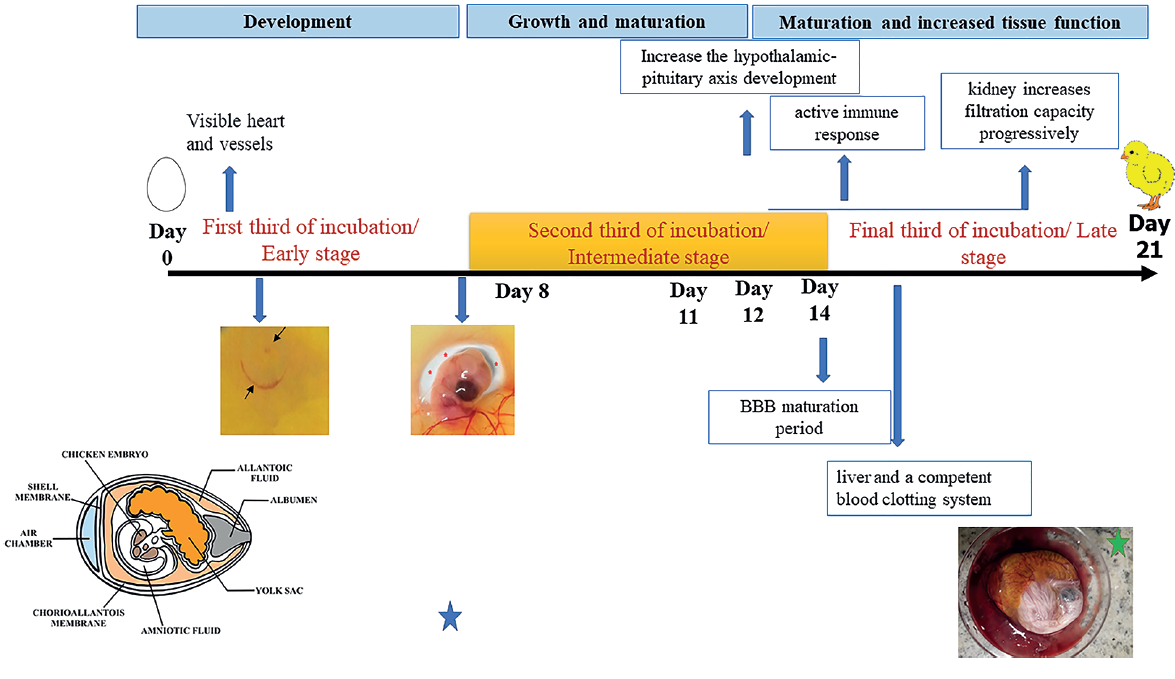 Development
Growth and maturation
Maturation and increased tissue function
Increase the hypothalamic-
pituitary axis development
active immune
response
kidney increases
filtration capacity
progressively
Visible heart
and vessels
Day
0
First third of incubation/
Early stage
Second third of incubation/
Intermediate stage
Final third of incubation/ Late
stage
Day
21
Day 8
Day
11
Day
12
Day
14
BBB maturation
period
liver and a competent
blood clotting system
CHICKEN EMBRYO
SHELL
MEMBRANE
AIR
CHAMBER
CHORIOALLANTOIS
MEMBRANE
AMNIOTIC FLUID
YOLK SAC
ALBUMEN
ALLANTOIC
FLUID